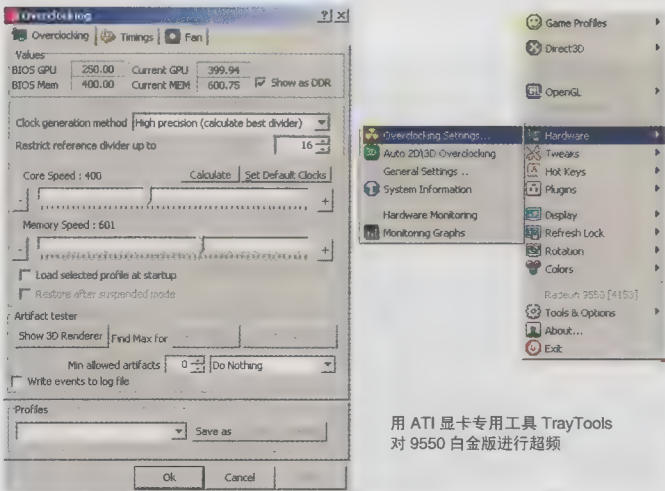 Overclocking
Overclocking Timings Fan
Values
BIOS GPU 250.00 Current GPU 399.94
BIOS Mem 400.00 Current MEM 600.75 Show as DDR
Clock generation method High precision (calculate best divider)
Restrict reference divider up to 16
Core Speed : 400 Calculate Set Default Clocks
- +
Memory Speed : 601
- +
Load selected profile at startup
Restore after suspended mode
Artifact tester
Show 3D Renderer Find Max for
Min allowed artifacts 0 Do Nothing
Write events to log file
Profiles
Save as
Ok Cancel
Game Profiles
Direct3D
OpenGL
Hardware
Tweaks
Hot Keys
Plugins
Display
Refresh Lock
Rotation
Colors
Radeon 9550 [4153]
Tools & Options
About...
Exit
Overclocking Settings...
Auto 2D\3D Overclocking
General Settings ..
System Information
Hardware Monitoring
Monitoring Graphs
用 ATI 显卡专用工具 TrayTools
对 9550 白金版进行超频